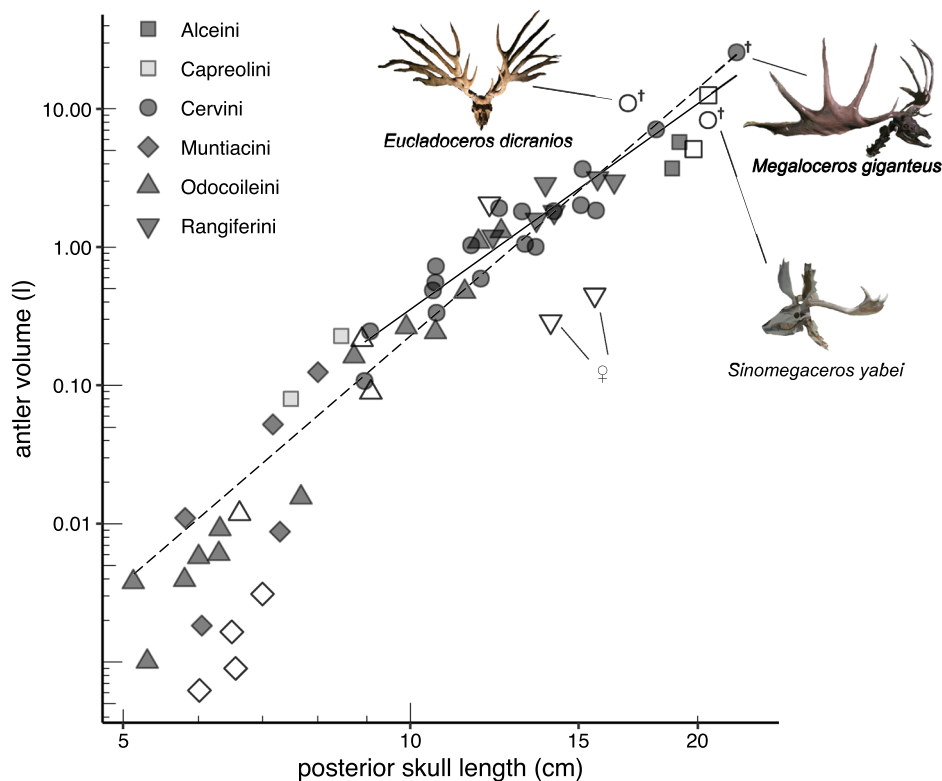 Alceini
Capreolini
Cervini
Muntiacini
Odocoileini
Rangiferini
†
Eucladoceros dicranios
†
Megaloceros giganteus
†
Sinomegaceros yabei
♀
antler volume (l)
10.00
1.00
0.10
0.01
5
10
15
20
posterior skull length (cm)